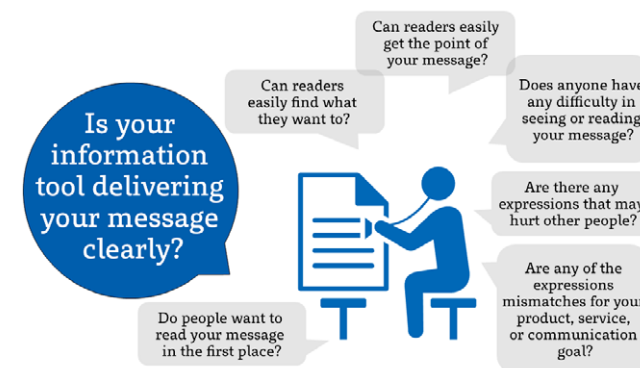 Is your
information
tool delivering
your message
clearly?
Can readers easily
get the point of
your message?
Can readers
easily find what
they want to?
Does anyone have
any difficulty in
seeing or reading
your message?
Are there any
expressions that may
hurt other people?
Are any of the
expressions
mismatches for your
product, service,
or communication
goal?
Do people want to
read your message
in the first place?